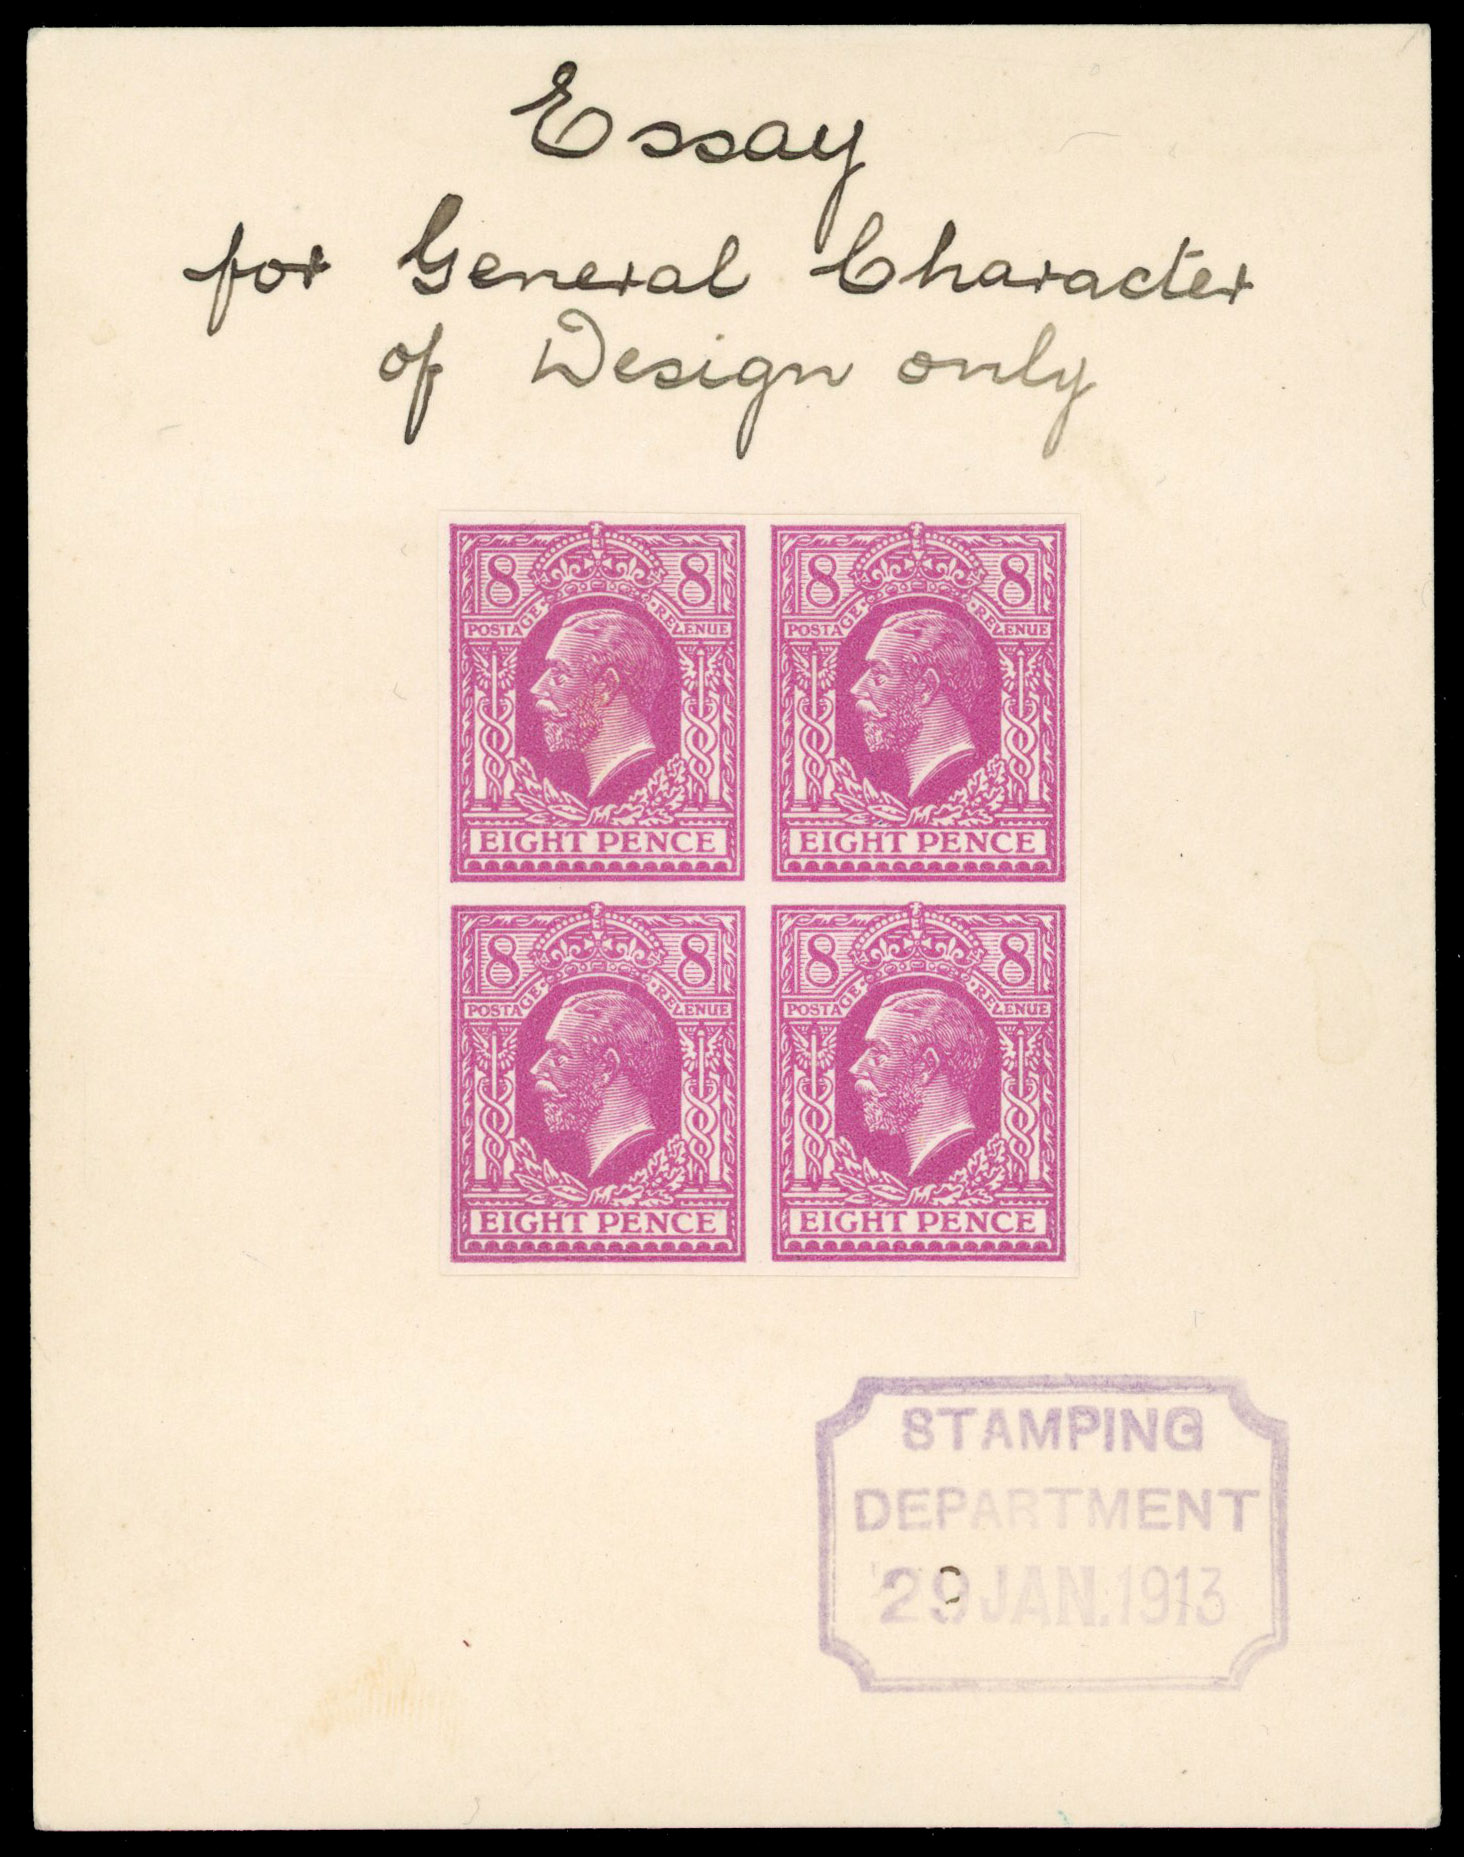 Essay
for General Character
of Design only
8 8
POSTAGE REVENUE
EIGHT PENCE
8 8
POSTAGE REVENUE
EIGHT PENCE
8 8
POSTAGE REVENUE
EIGHT PENCE
8 8
POSTAGE REVENUE
EIGHT PENCE
STAMPING
DEPARTMENT
29 JAN. 1913